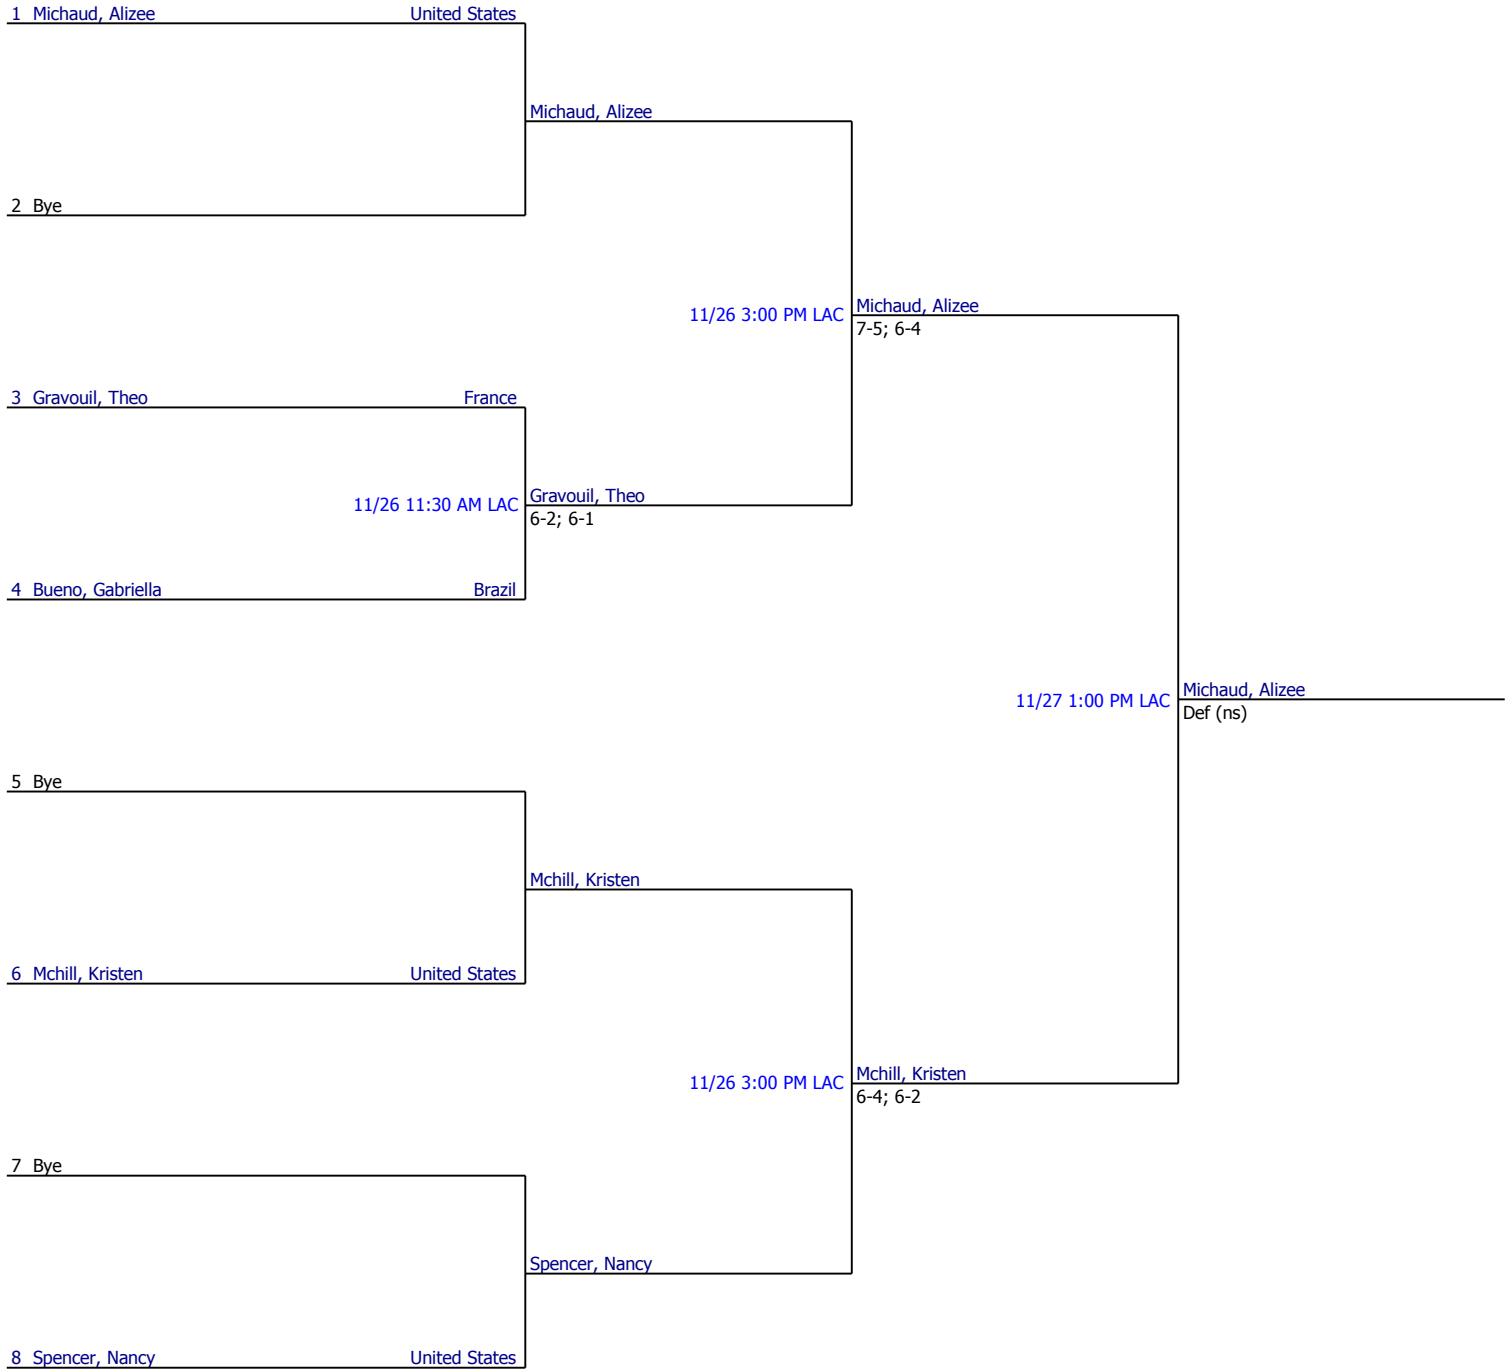 1 Michaud, Alizee United States
Michaud, Alizee
2 Bye
11/26 3:00 PM LAC Michaud, Alizee
7-5; 6-4
3 Gravouil, Theo France
11/26 11:30 AM LAC Gravouil, Theo
6-2; 6-1
4 Bueno, Gabriella Brazil
11/27 1:00 PM LAC Michaud, Alizee
Def (ns)
5 Bye
Mchill, Kristen
6 Mchill, Kristen United States
11/26 3:00 PM LAC Mchill, Kristen
6-4; 6-2
7 Bye
Spencer, Nancy
8 Spencer, Nancy United States